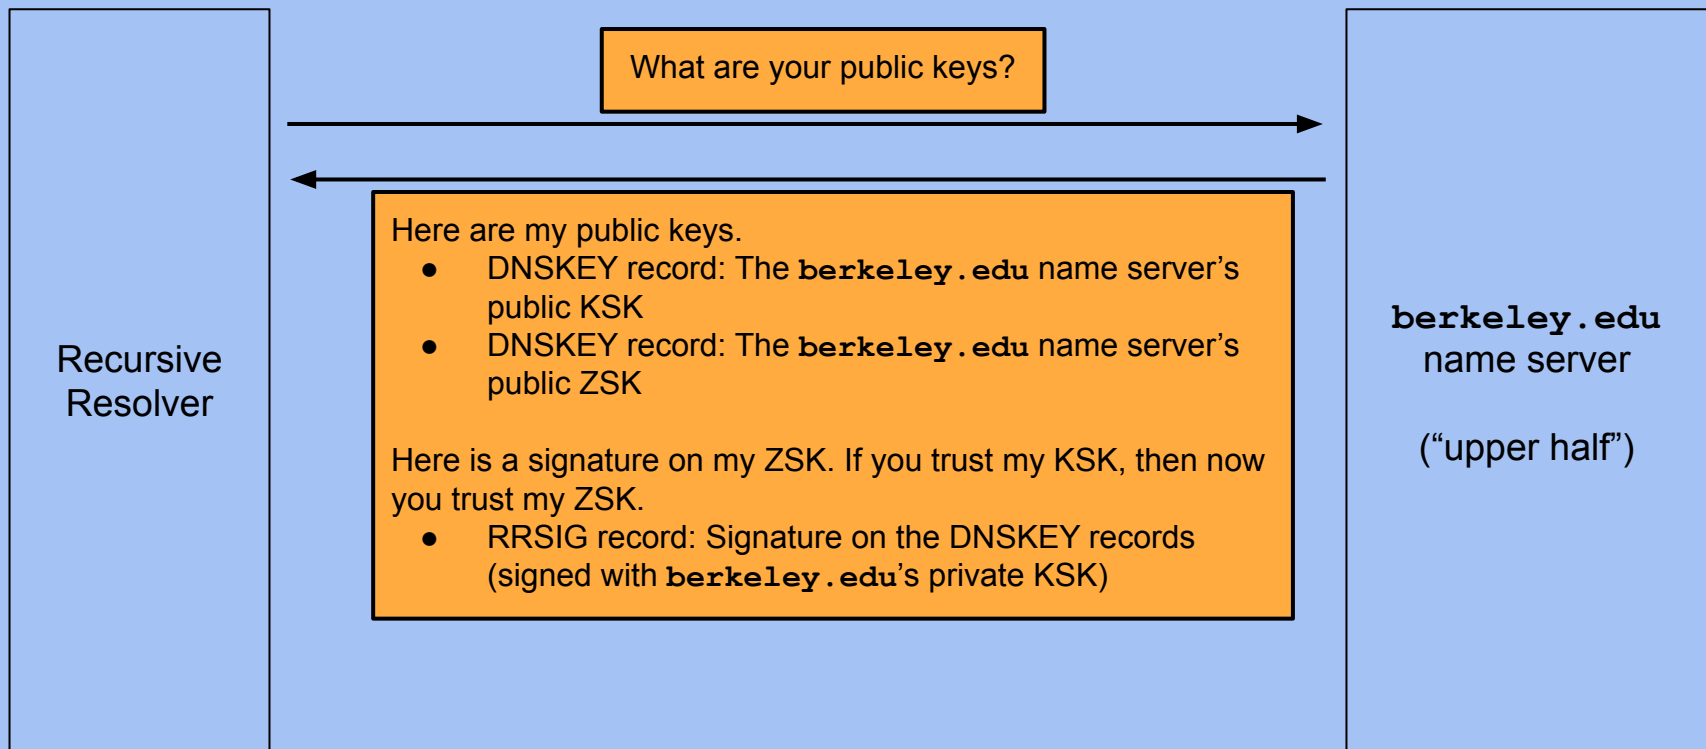 What are your public keys?
Here are my public keys.
● DNSKEY record: The berkeley.edu name server’s
public KSK
● DNSKEY record: The berkeley.edu name server’s
public ZSK
Here is a signature on my ZSK. If you trust my KSK, then now
you trust my ZSK.
● RRSIG record: Signature on the DNSKEY records
(signed with berkeley.edu’s private KSK)
Recursive
Resolver
berkeley.edu
name server
(“upper half”)